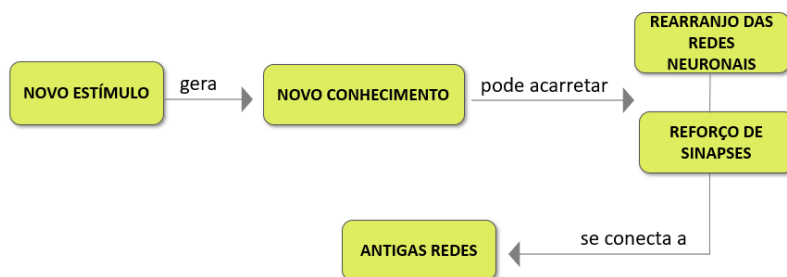 NOVO ESTÍMULO
gera
NOVO CONHECIMENTO
pode acarretar
REARRANJO DAS
REDES
NEURONAIS
REFORÇO DE
SINAPSES
se conecta a
ANTIGAS REDES